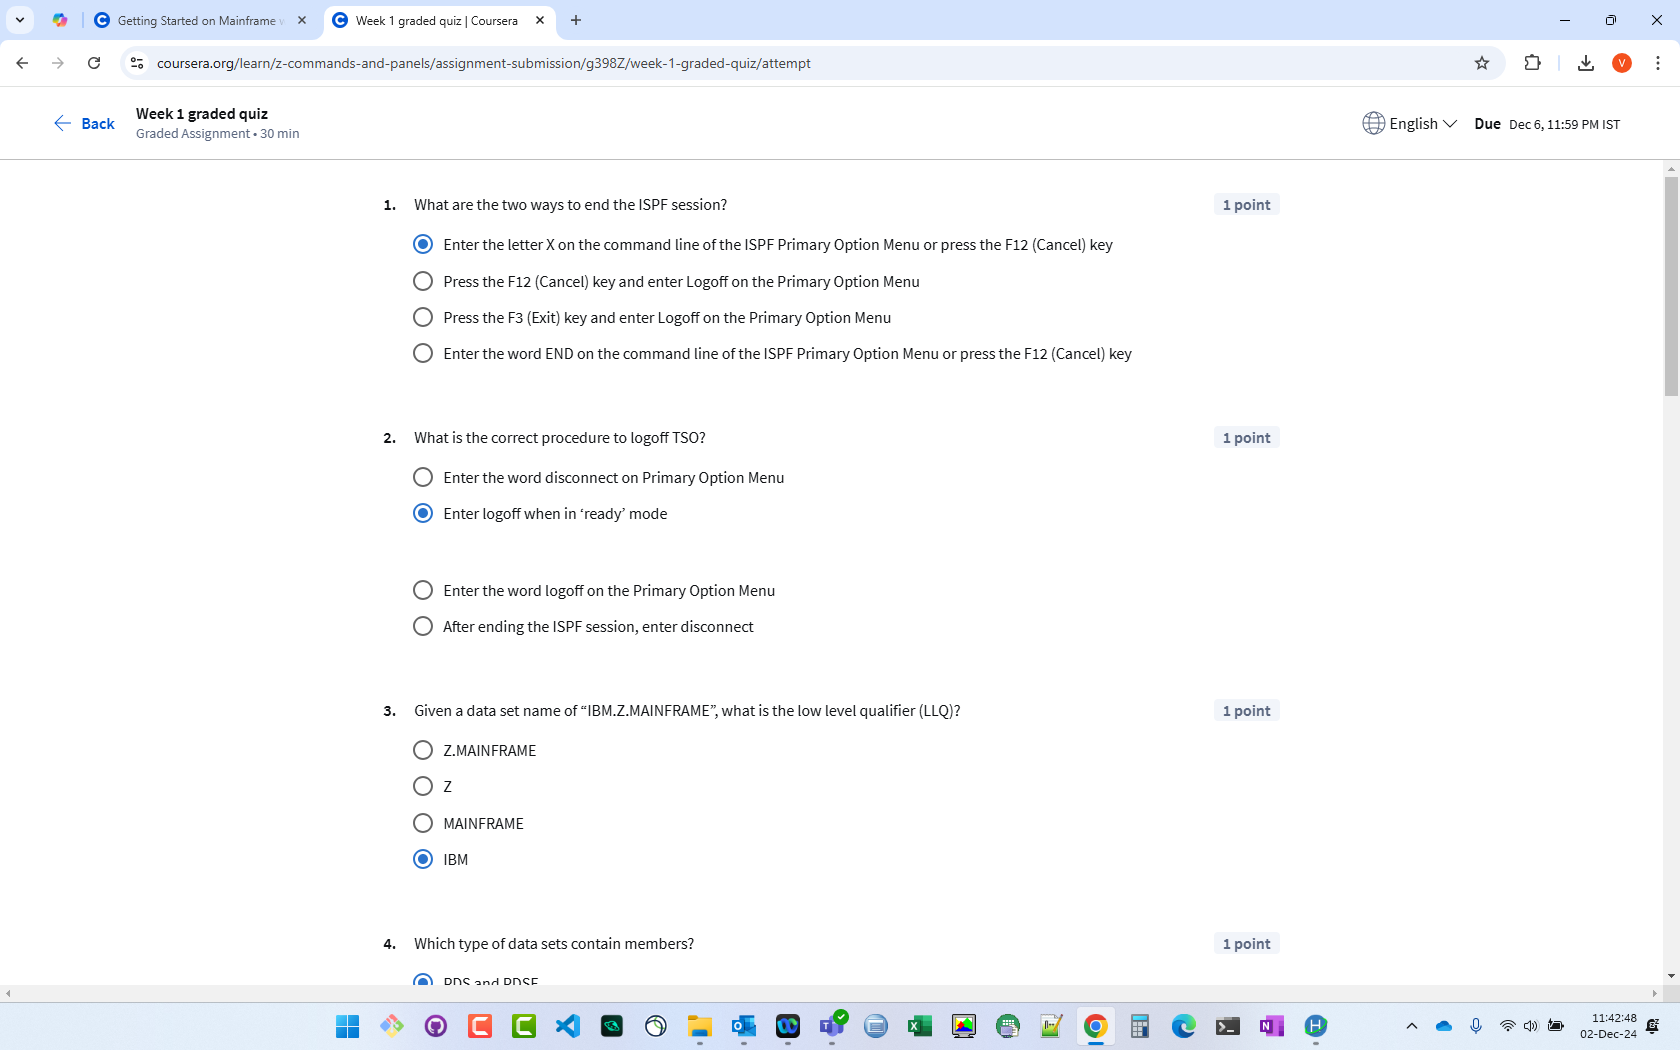 Getting Started on Mainframe
Week 1 graded quiz | Coursera
coursera.org/learn/z-commands-and-panels/assignment-submission/g398Z/week-1-graded-quiz/attempt
V
Back
Week 1 graded quiz
Graded Assignment • 30 min
English
Due Dec 6, 11:59 PM IST
1. What are the two ways to end the ISPF session? 1 point
Enter the letter X on the command line of the ISPF Primary Option Menu or press the F12 (Cancel) key
Press the F12 (Cancel) key and enter Logoff on the Primary Option Menu
Press the F3 (Exit) key and enter Logoff on the Primary Option Menu
Enter the word END on the command line of the ISPF Primary Option Menu or press the F12 (Cancel) key
2. What is the correct procedure to logoff TSO? 1 point
Enter the word disconnect on Primary Option Menu
Enter logoff when in ‘ready’ mode
Enter the word logoff on the Primary Option Menu
After ending the ISPF session, enter disconnect
3. Given a data set name of “IBM.Z.MAINFRAME”, what is the low level qualifier (LLQ)? 1 point
Z.MAINFRAME
Z
MAINFRAME
IBM
4. Which type of data sets contain members? 1 point
PDS and PDSE
11:42:48
02-Dec-24